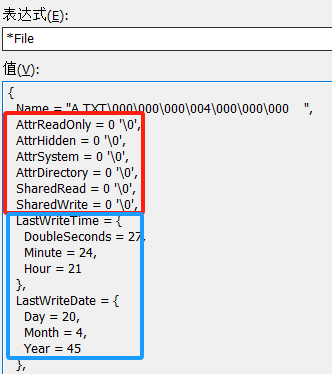 表达式(E):
*File
值(V):
{
Name = "A.TXT\000\000\000\004\000\000\000    ",
AttrReadOnly = 0 '\0',
AttrHidden = 0 '\0',
AttrSystem = 0 '\0',
AttrDirectory = 0 '\0',
SharedRead = 0 '\0',
SharedWrite = 0 '\0',
LastWriteTime = {
DoubleSeconds = 27,
Minute = 24,
Hour = 21
},
LastWriteDate = {
Day = 20,
Month = 4,
Year = 45